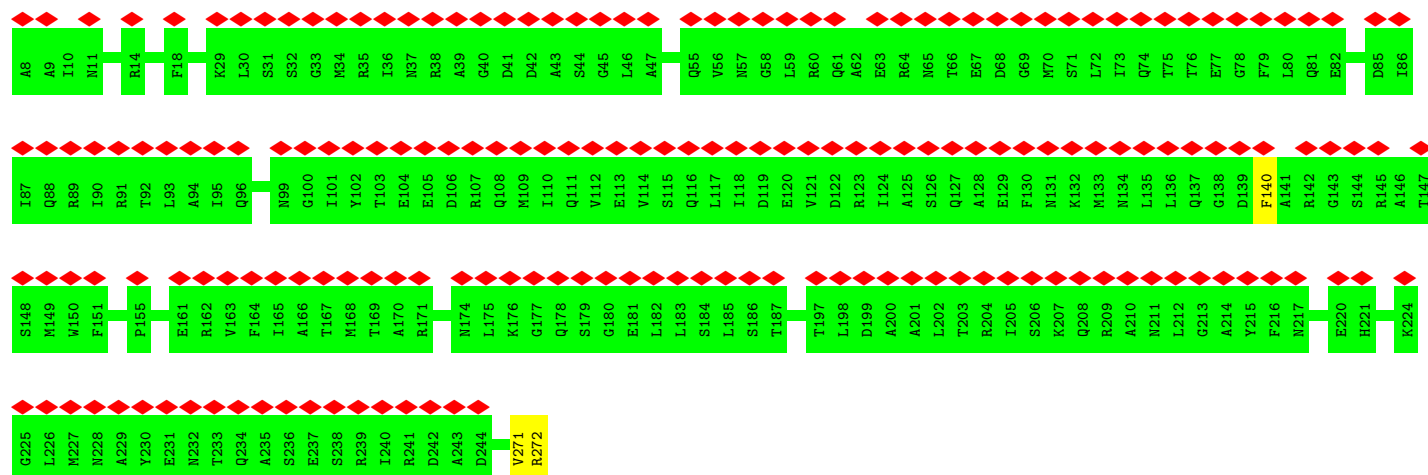 A8 A9 I10 N11 R14 F18 K29 L30 S31 S32 G33 M34 R35 I36 N37 R38 A39 G40 D41 D42 A43 S44 G45 L46 A47 Q55 V56 N57 G58 L59 R60 Q61 A62 E63 R64 N65 T66 E67 D68 G69 M70 S71 L72 I73 Q74 T75 T76 E77 G78 F79 L80 Q81 E82 D85 I86
I87 Q88 R89 I90 R91 T92 L93 A94 I95 Q96 N99 G100 I101 Y102 T103 E104 E105 D106 R107 Q108 M109 I110 Q111 V112 E113 V114 S115 Q116 L117 I118 D119 E120 V121 D122 R123 I124 A125 S126 Q127 A128 E129 F130 N131 K132 M133 N134 L135 L136 Q137 G138 D139 F140 A141 R142 G143 S144 R145 A146 T147
S148 M149 W150 F151 P155 E161 R162 V163 F164 I165 A166 T167 M168 T169 A170 R171 N174 L175 K176 G177 Q178 S179 G180 E181 L182 L183 S184 L185 S186 T187 T197 L198 D199 A200 A201 L202 T203 R204 I205 S206 K207 Q208 R209 A210 N211 L212 G213 A214 Y215 F216 N217 E220 H221 K224
G225 L226 M227 N228 A229 Y230 E231 N232 T233 Q234 A235 S236 E237 S238 R239 I240 R241 D242 A243 D244 V271 R272